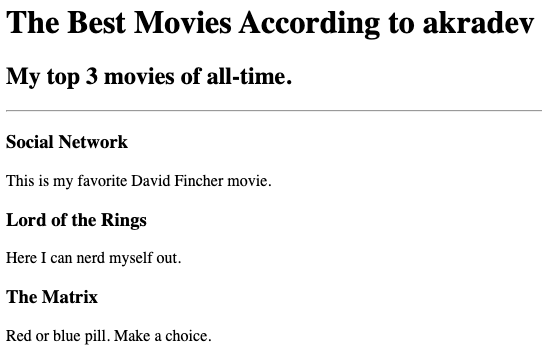 The Best Movies According to akradev
My top 3 movies of all-time.
Social Network
This is my favorite David Fincher movie.
Lord of the Rings
Here I can nerd myself out.
The Matrix
Red or blue pill. Make a choice.